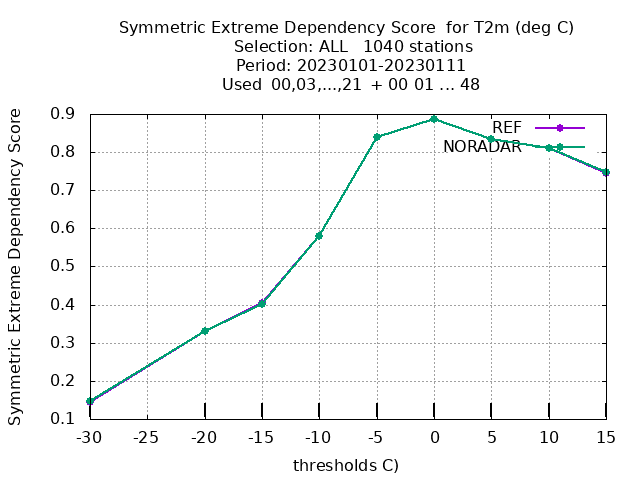 Symmetric Extreme Dependency Score  for T2m (deg C)
Selection: ALL   1040 stations
Period: 20230101-20230111
Used  00,03,...,21  + 00 01 ... 48
Symmetric Extreme Dependency Score
0.9
0.8
0.7
0.6
0.5
0.4
0.3
0.2
0.1
REF
NORADAR
-30 -25 -20 -15 -10 -5 0 5 10 15
thresholds C)